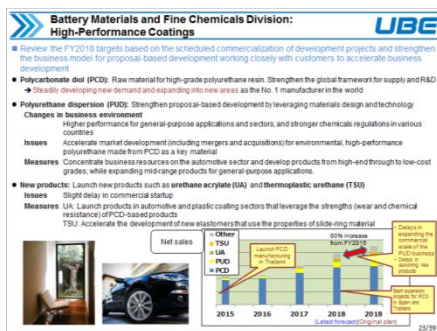 Battery Materials and Fine Chemicals Division:
High-Performance Coatings
UBE
Review the FY2018 targets based on the scheduled commercialization of development projects and strengthen
the business model for proposal-based development working closely with customers to accelerate business
development
● Polycarbonate diol (PCD): Raw material for high-grade polyurethane resin. Strengthen the global framework for supply and R&D
➔ Steadily developing new demand and expanding into new areas as the No. 1 manufacturer in the world
● Polyurethane dispersion (PUD): Strengthen proposal-based development by leveraging materials design and technology
Changes in business environment
Higher performance for general-purpose applications and sectors, and stronger chemicals regulations in various
countries
Issues Accelerate market development (including mergers and acquisitions) for environmental, high-performance
polyurethane made from PCD as a key material
Measures Concentrate business resources on the automotive sector and develop products from high-end through to low-cost
grades, while expanding mid-range products for general-purpose applications.
● New products: Launch new products such as urethane acrylate (UA) and thermoplastic urethane (TSU)
Issues Slight delay in commercial startup
Measures UA: Launch products in automotive and plastic coating sectors that leverage the strengths (wear and chemical
resistance) of PCD-based products
TSU: Accelerate the development of new elastomers that use the properties of slide-ring material
Net sales
Other
TSU
UA
PUD
PCD
Launch PCD
manufacturing
in Thailand
80% increase
from FY2015
• Delays in
expanding the
commercial
scale of the
PUD business
• Delays in
launching new
products
Start expansion
projects for PCD
in Spain and
Thailand
2015 2016 2017 2018 2018
(Latest forecast) (Original plan)
23/39